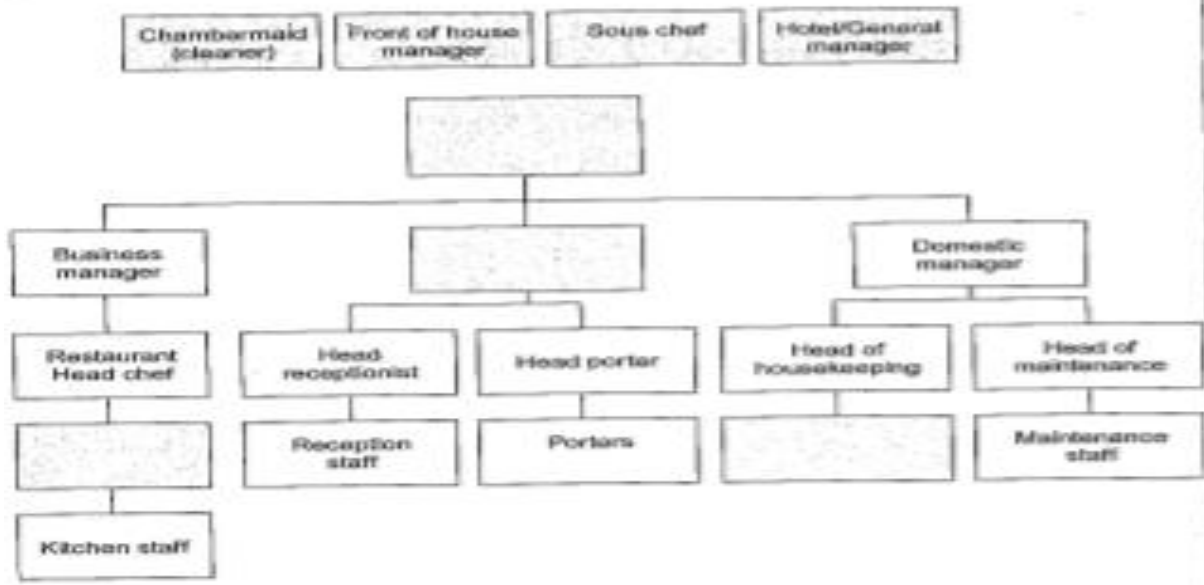 Chambermaid
(cleaner)
Front of house
manager
Sous chef
Hotel/General
manager
Business
manager
Domestic
manager
Restaurant
Head chef
Head
receptionist
Head porter
Head of
housekeeping
Head of
maintenance
Reception
staff
Porters
Maintenance
staff
Kitchen staff